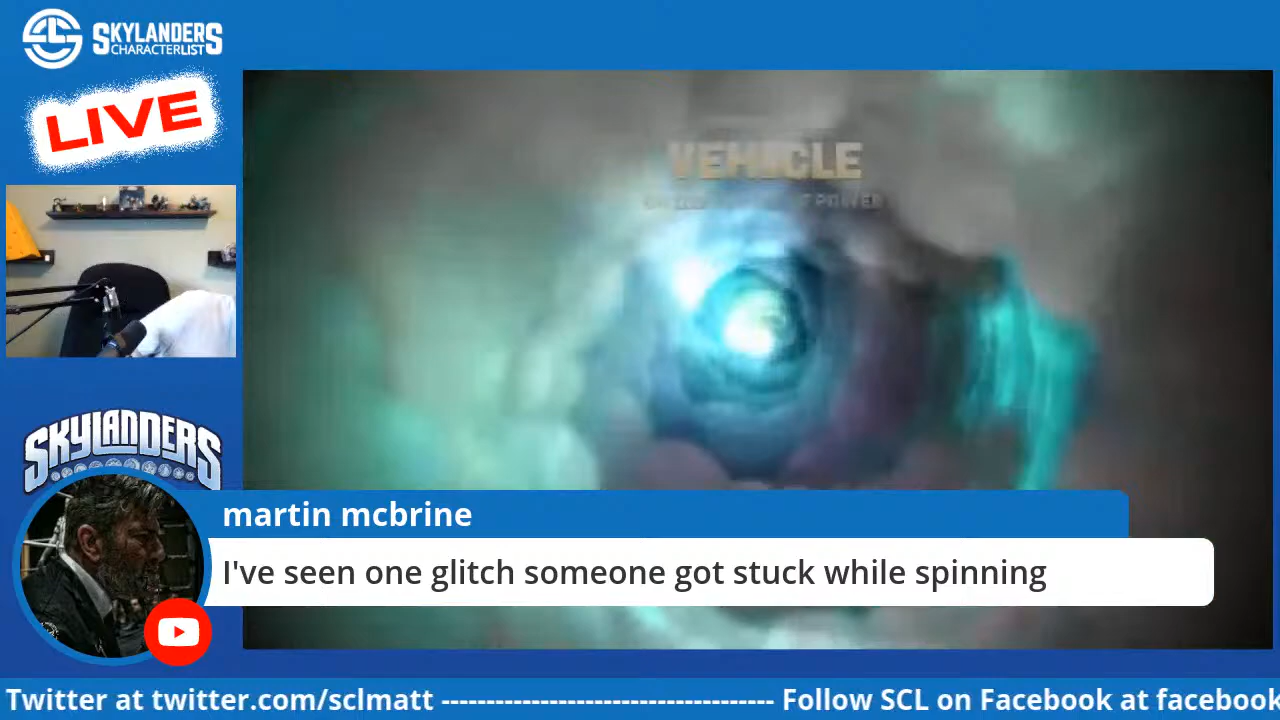 SKYLANDERS
CHARACTERLIST
LIVE
VEHICLE
POWER
SKYLANDERS
martin mcbrine
I've seen one glitch someone got stuck while spinning
Twitter at twitter.com/sclmatt ------------------------------------- Follow SCL on Facebook at facebook